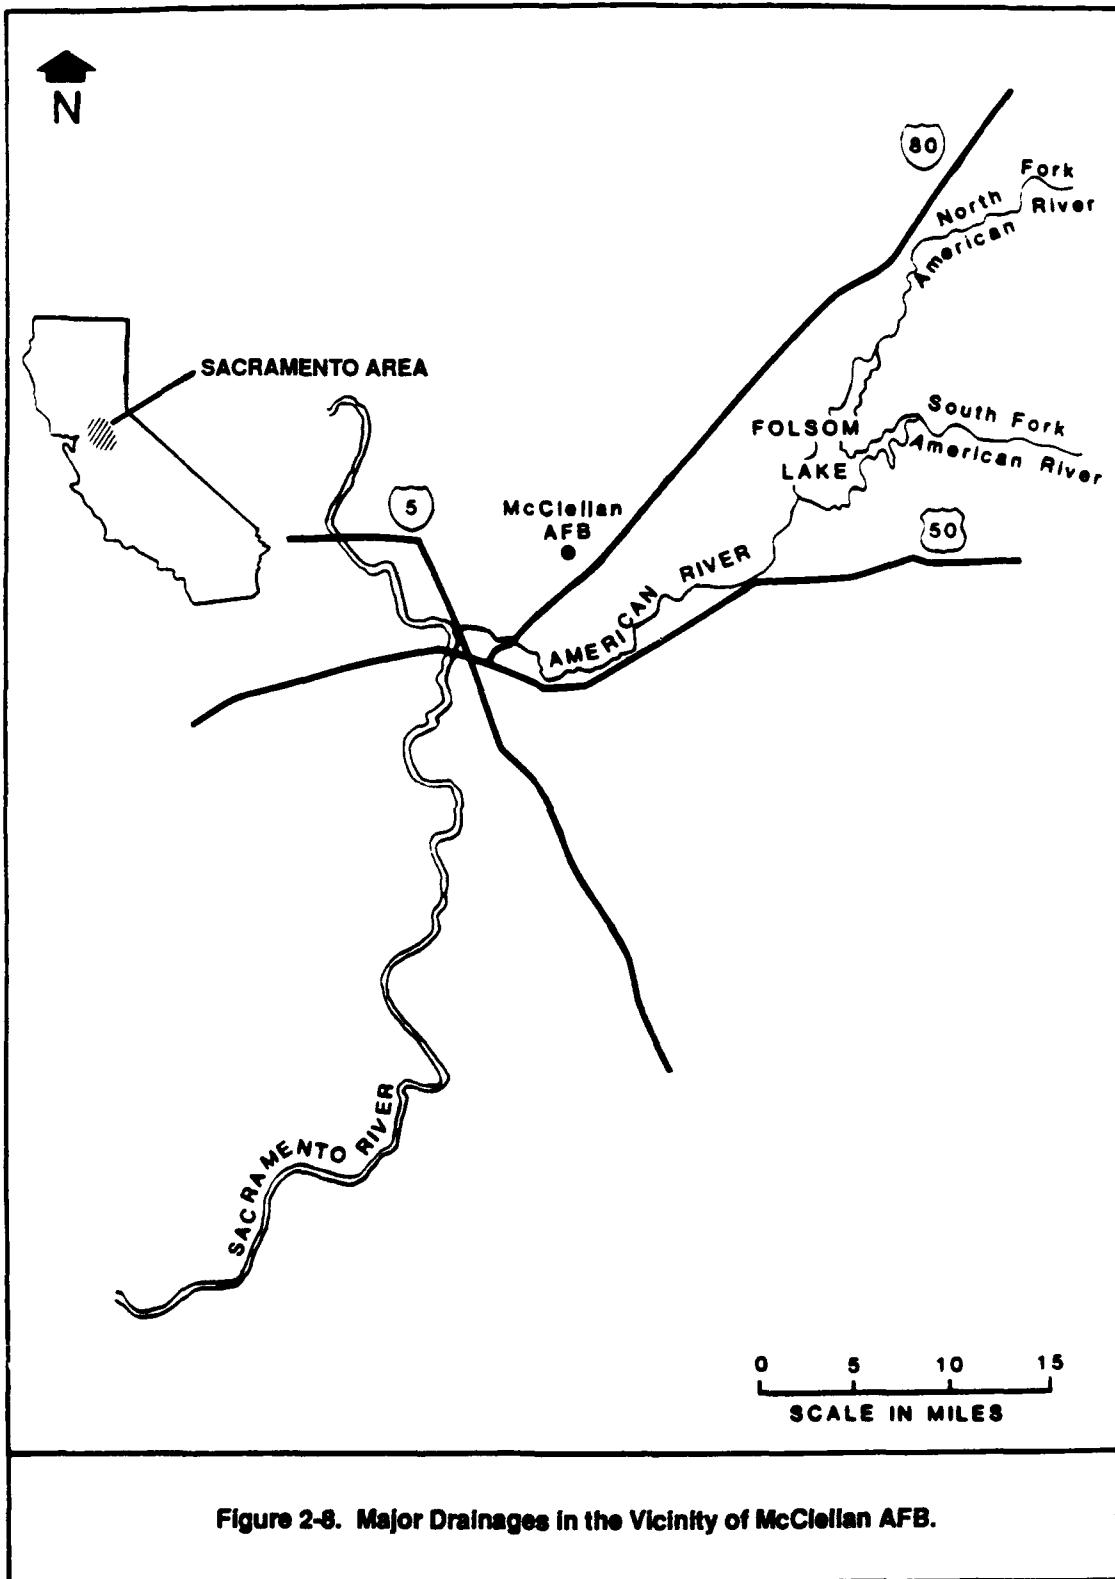 N
80
Fork
North River
American
SACRAMENTO AREA
FOLSOM
LAKE
South Fork
American River
5
McClellan
AFB
50
AMERICAN RIVER
SACRAMENTO RIVER
0 5 10 15
SCALE IN MILES
Figure 2-8. Major Drainages in the Vicinity of McClellan AFB.